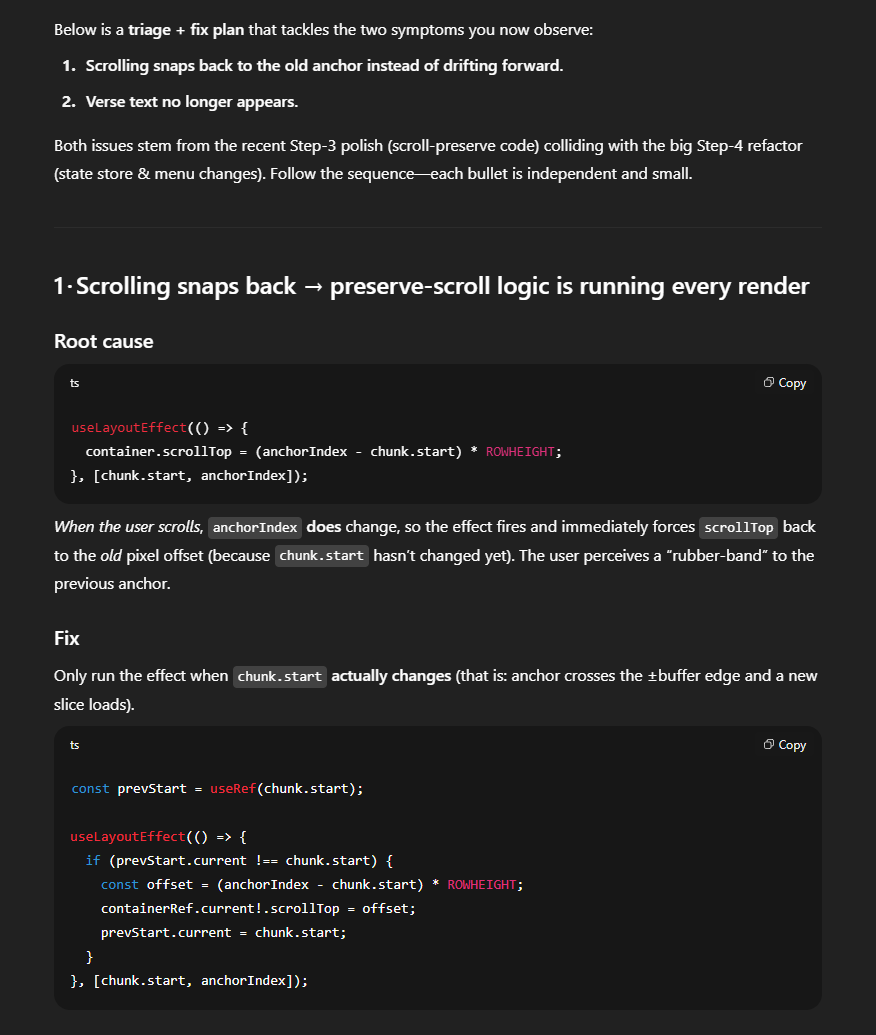 Below is a triage + fix plan that tackles the two symptoms you now observe:
1. Scrolling snaps back to the old anchor instead of drifting forward.
2. Verse text no longer appears.
Both issues stem from the recent Step-3 polish (scroll-preserve code) colliding with the big Step-4 refactor
(state store & menu changes). Follow the sequence—each bullet is independent and small.
1·Scrolling snaps back → preserve-scroll logic is running every render
Root cause
ts
Copy
useLayoutEffect(() => {
  container.scrollTop = (anchorIndex - chunk.start) * ROWHEIGHT;
}, [chunk.start, anchorIndex]);
When the user scrolls, anchorIndex does change, so the effect fires and immediately forces scrollTop back
to the old pixel offset (because chunk.start hasn't changed yet). The user perceives a "rubber-band" to the
previous anchor.
Fix
Only run the effect when chunk.start actually changes (that is: anchor crosses the ±buffer edge and a new
slice loads).
ts
Copy
const prevStart = useRef(chunk.start);
useLayoutEffect(() => {
  if (prevStart.current !== chunk.start) {
    const offset = (anchorIndex - chunk.start) * ROWHEIGHT;
    containerRef.current!.scrollTop = offset;
    prevStart.current = chunk.start;
  }
}, [chunk.start, anchorIndex]);